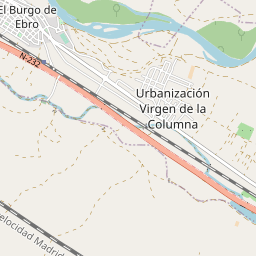 El Burgo de
Ebro
N-232
Urbanización
Virgen de la
Columna
elocidad Madrid